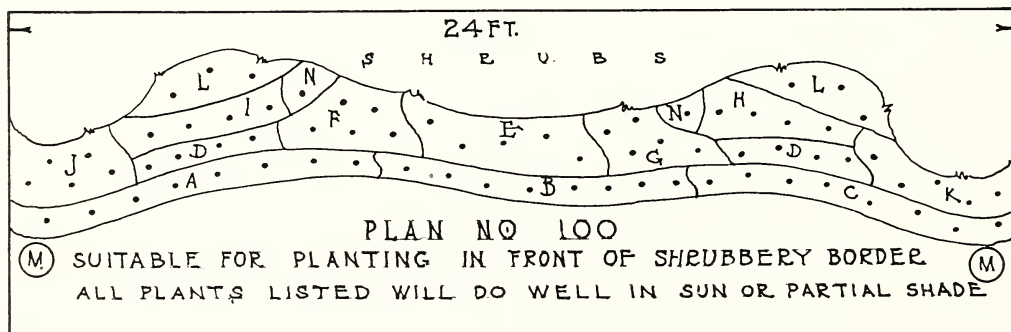 24 FT.
S H R U B S
L N L
I H
F N
E
J D G D
A B C K
PLAN NO 100
M SUITABLE FOR PLANTING IN FRONT OF SHRUBBERY BORDER M
ALL PLANTS LISTED WILL DO WELL IN SUN OR PARTIAL SHADE